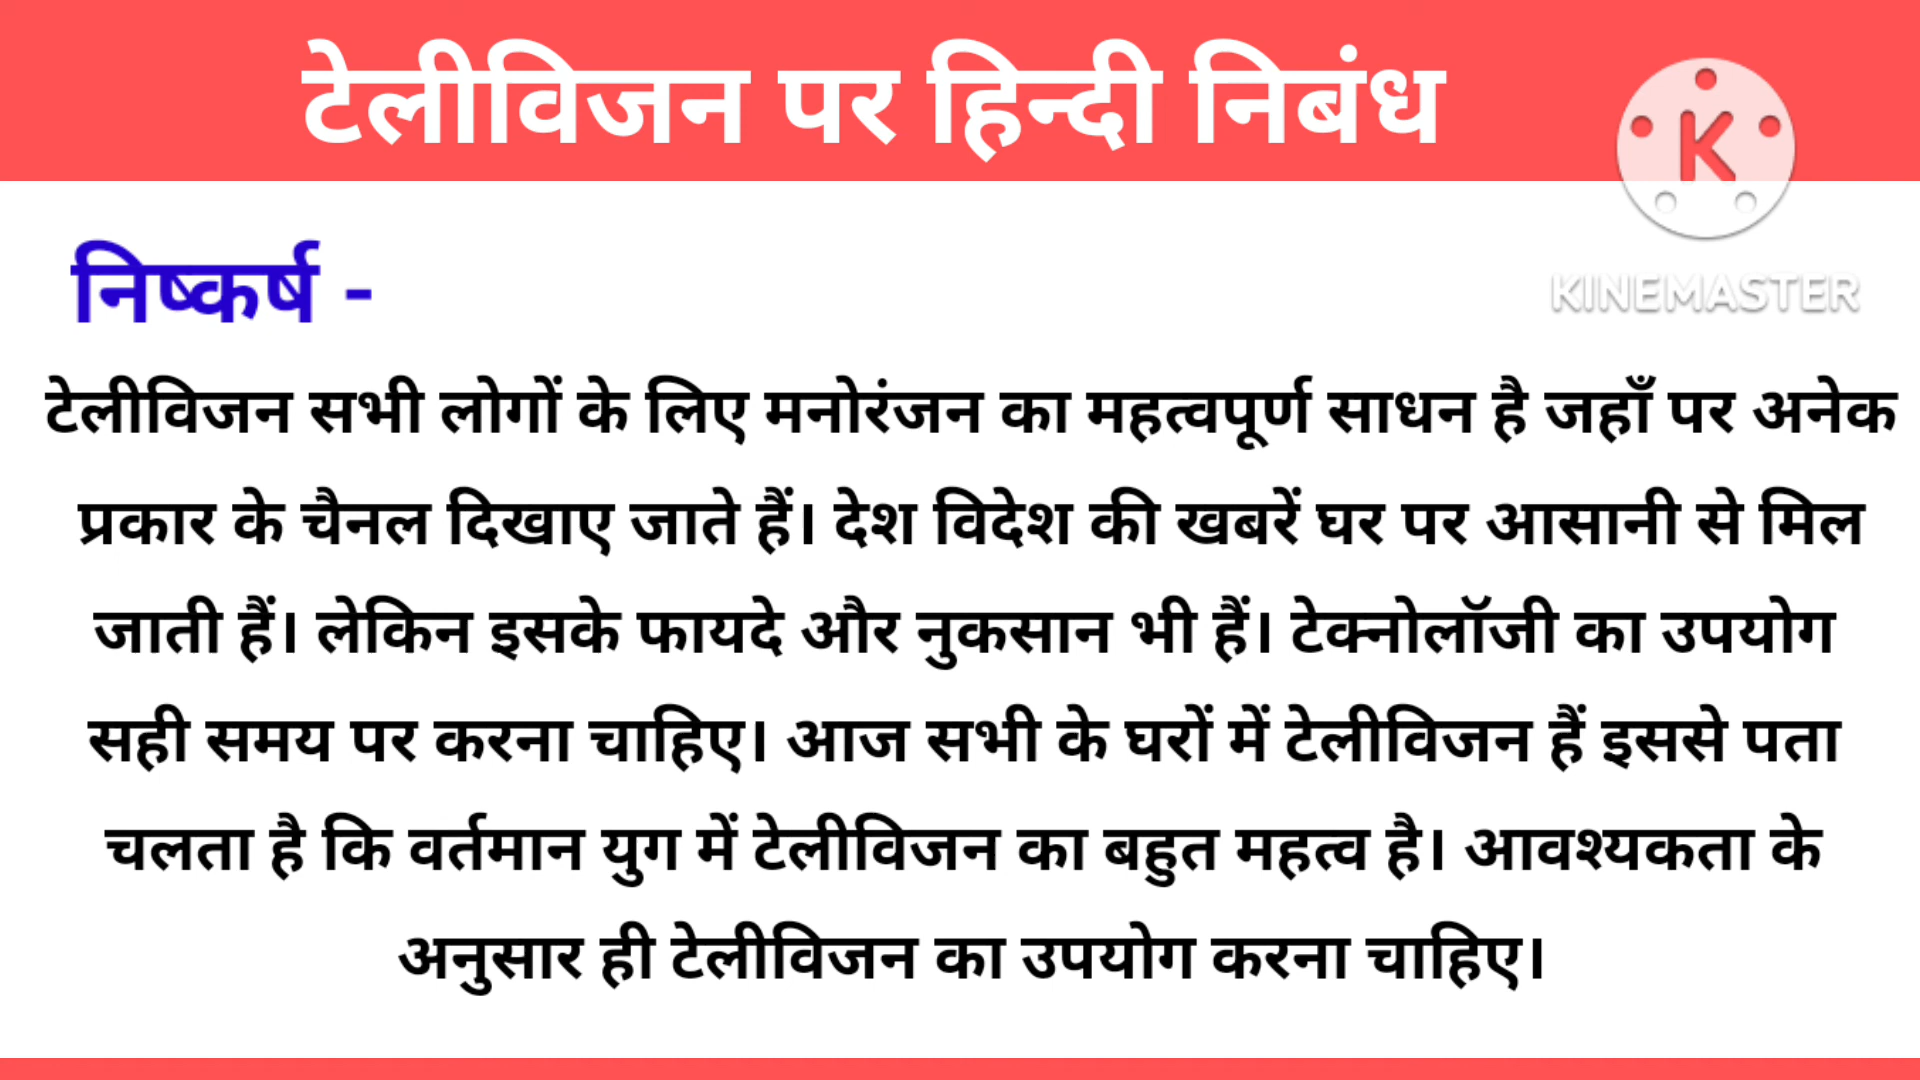 टेलीविजन पर हिन्दी निबंध
K
KINEMASTER
निष्कर्ष -
टेलीविजन सभी लोगों के लिए मनोरंजन का महत्वपूर्ण साधन है जहाँ पर अनेक
प्रकार के चैनल दिखाए जाते हैं। देश विदेश की खबरें घर पर आसानी से मिल
जाती हैं। लेकिन इसके फायदे और नुकसान भी हैं। टेक्नोलॉजी का उपयोग
सही समय पर करना चाहिए। आज सभी के घरों में टेलीविजन हैं इससे पता
चलता है कि वर्तमान युग में टेलीविजन का बहुत महत्व है। आवश्यकता के
अनुसार ही टेलीविजन का उपयोग करना चाहिए।